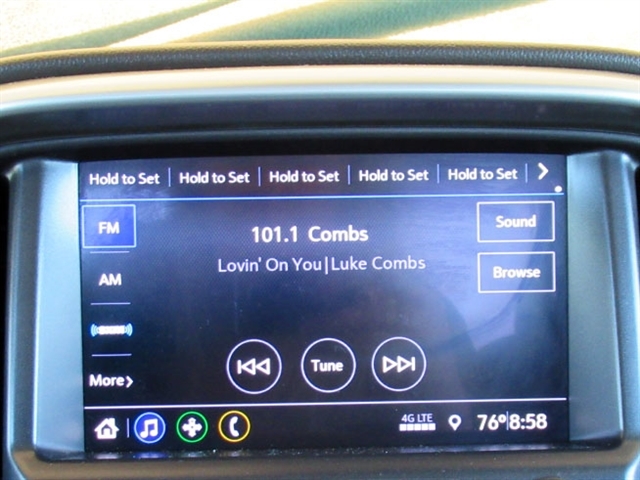 Hold to Set Hold to Set Hold to Set Hold to Set Hold to Set >
FM
101.1 Combs
Sound
Lovin' On You|Luke Combs
AM
Browse
More>
Tune
4G LTE
76° 8:58